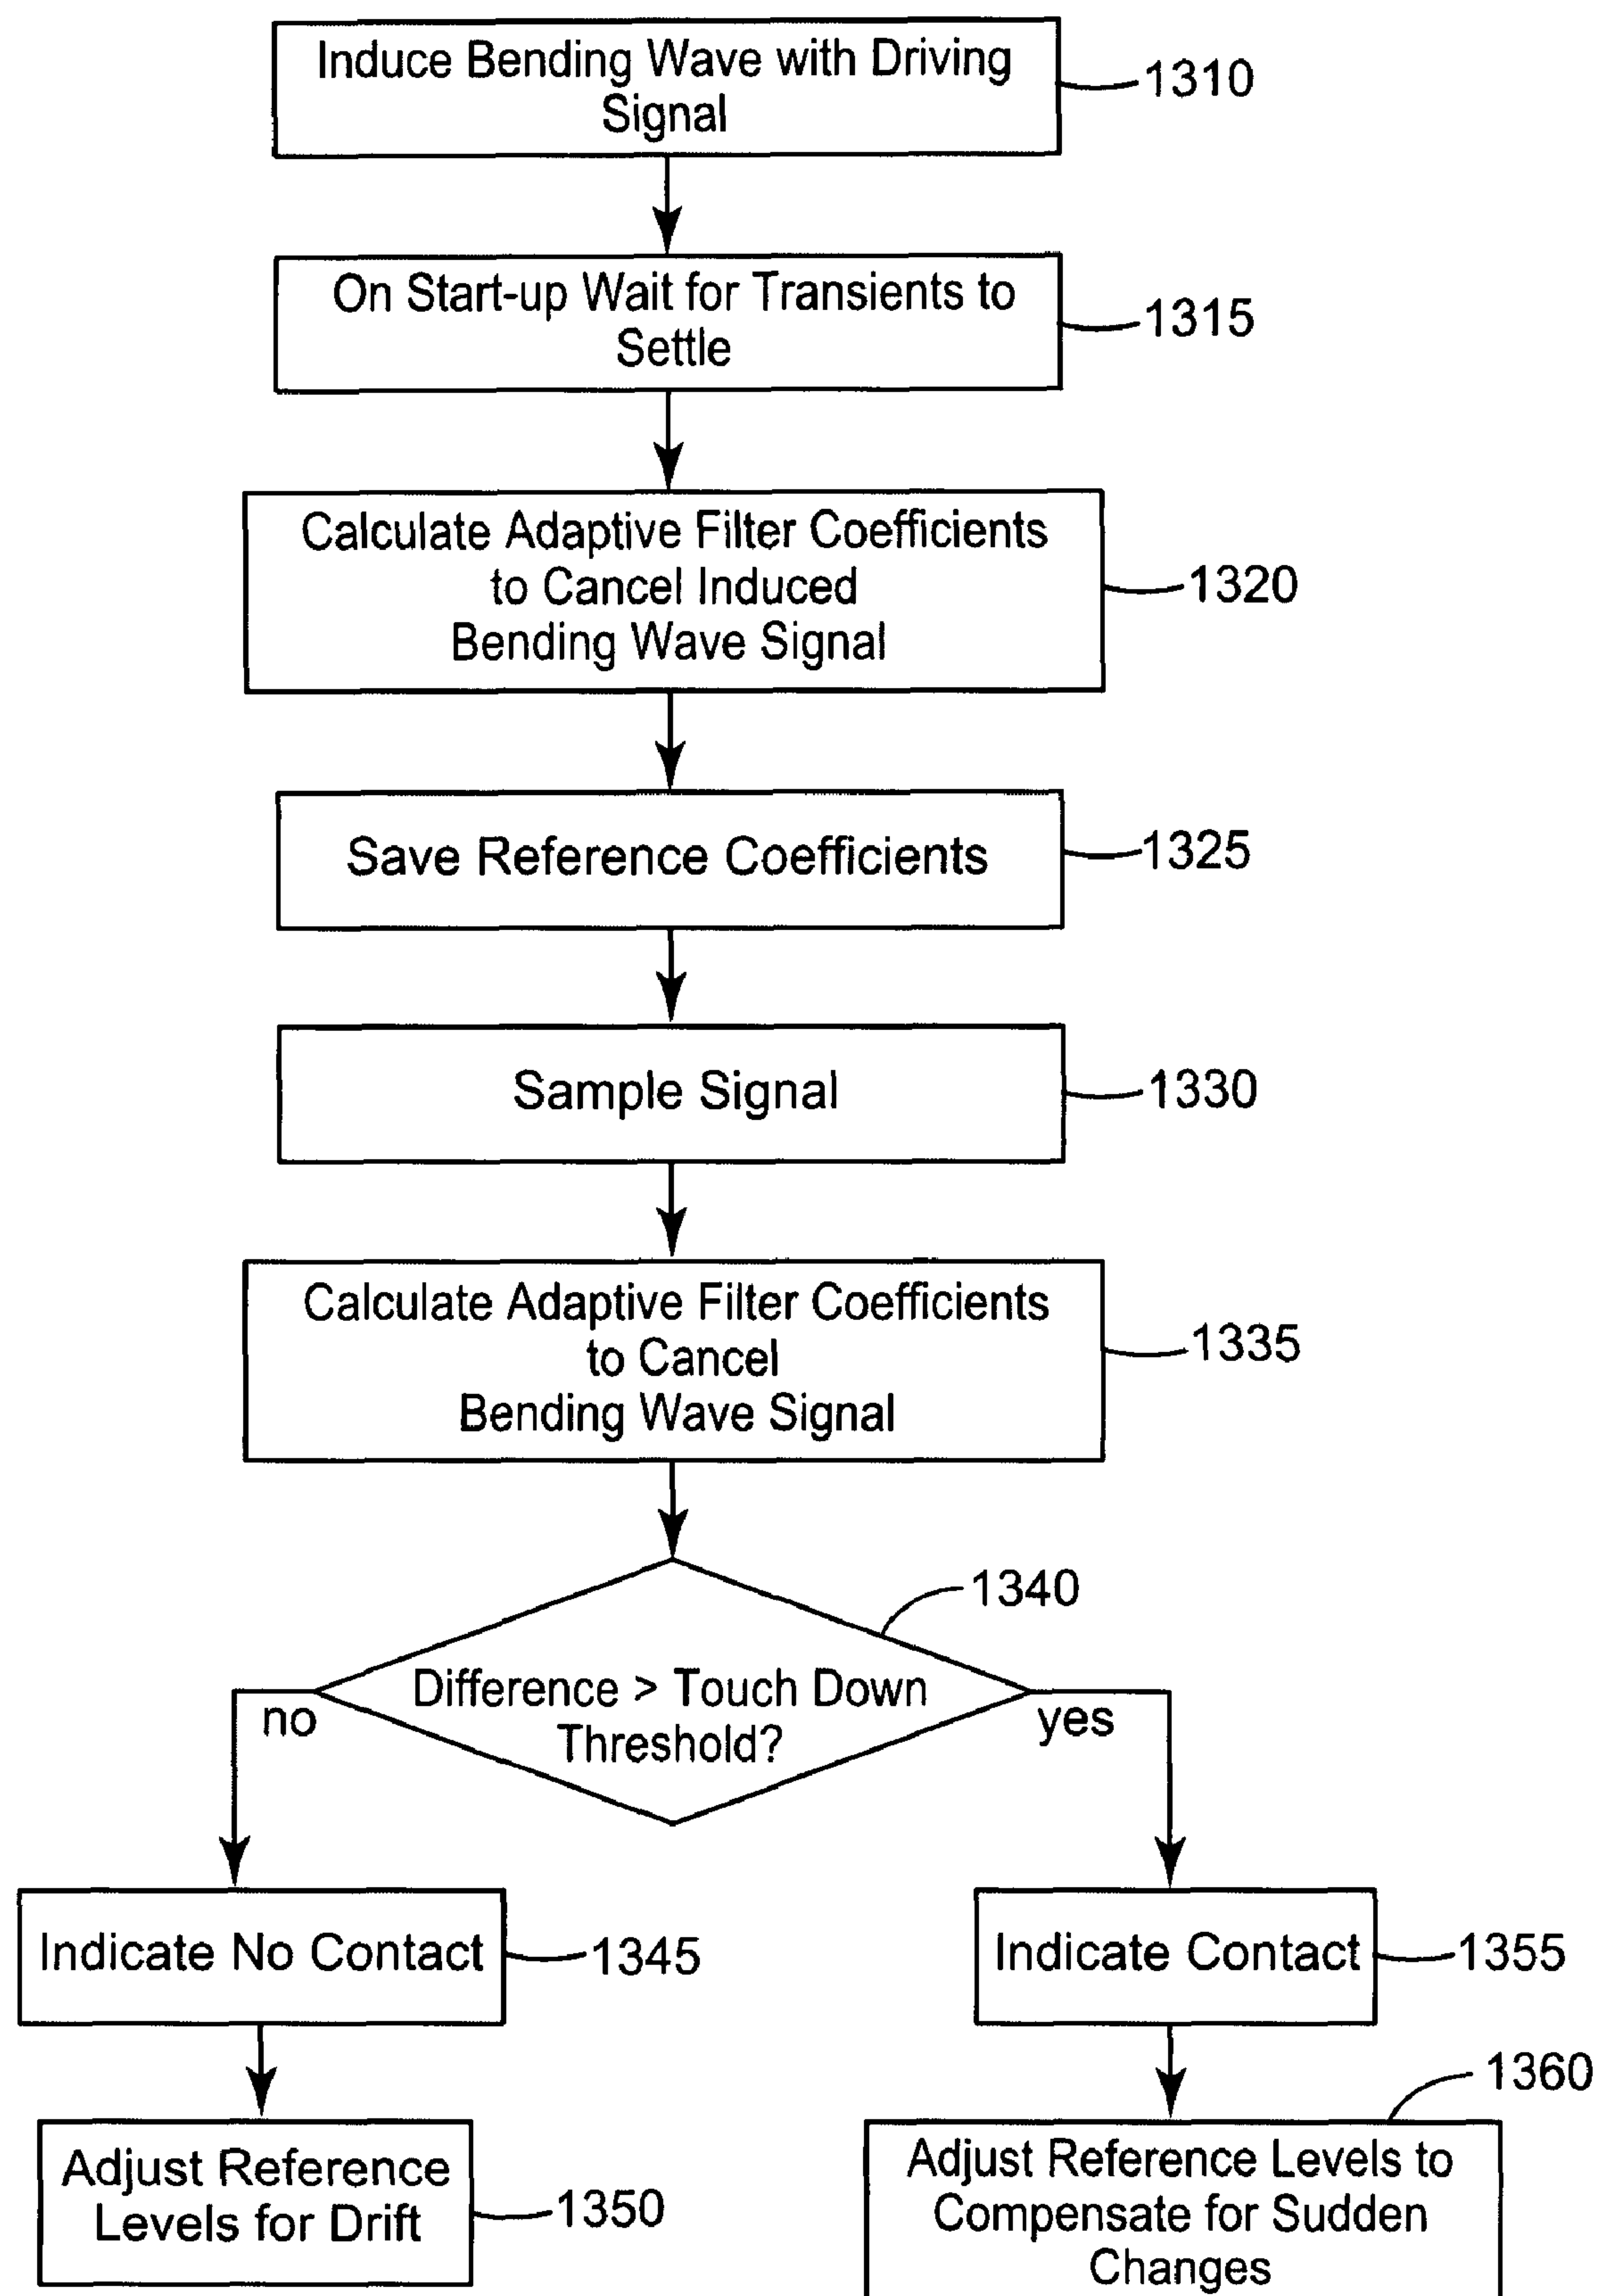 Induce Bending Wave with Driving
Signal
1310
On Start-up Wait for Transients to
Settle
1315
Calculate Adaptive Filter Coefficients
to Cancel Induced
Bending Wave Signal
1320
Save Reference Coefficients
1325
Sample Signal
1330
Calculate Adaptive Filter Coefficients
to Cancel
Bending Wave Signal
1335
1340
Difference > Touch Down
Threshold?
no
yes
Indicate No Contact
1345
Indicate Contact
1355
Adjust Reference
Levels for Drift
1350
1360
Adjust Reference Levels to
Compensate for Sudden
Changes